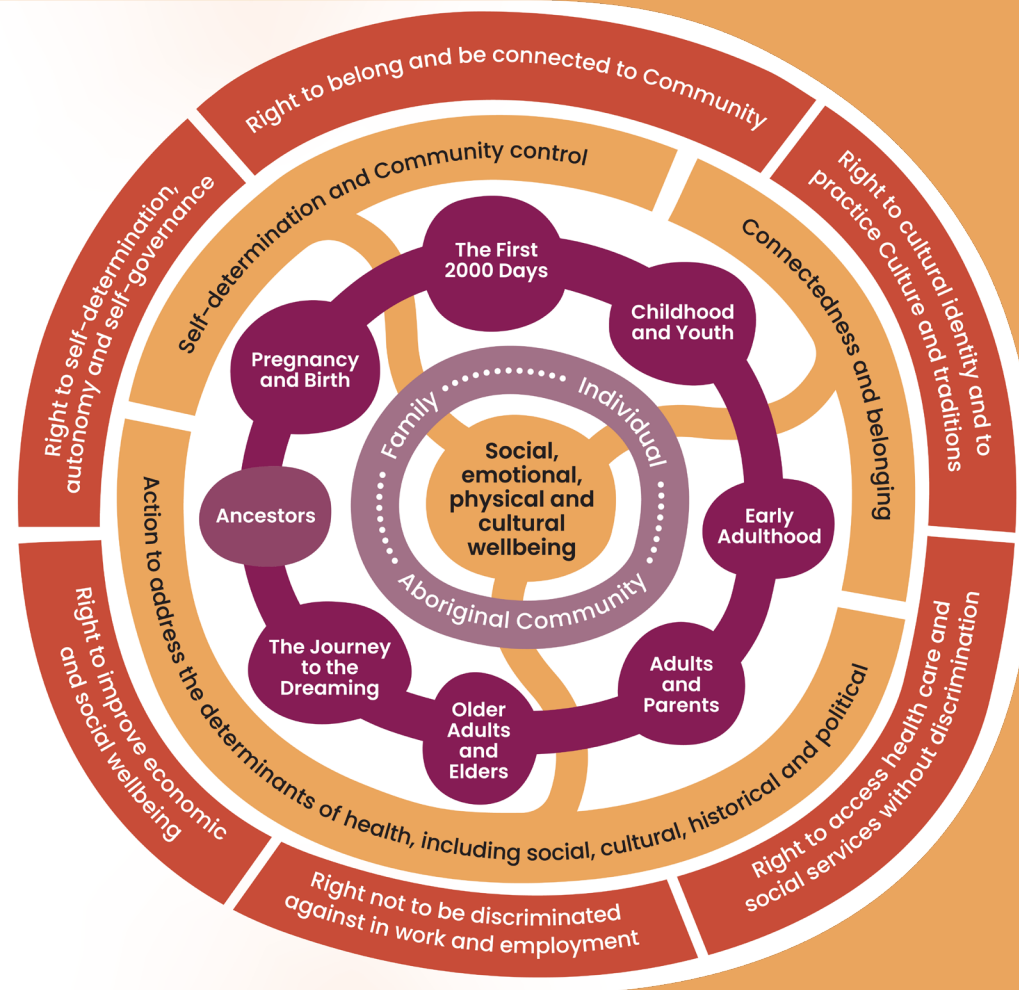 Right to belong and be connected to Community
Right to cultural identity and to
practice Culture and traditions
Right to access health care and
social services without discrimination
Right not to be discriminated
against in work and employment
Right to improve economic
and social wellbeing
Right to self-determination,
autonomy and self-governance
Self-determination and Community control
Connectedness and belonging
Action to address the determinants of health, including social, cultural, historical and political
The First
2000 Days
Childhood
and Youth
Early
Adulthood
Adults
and
Parents
Older
Adults
and
Elders
The Journey
to the
Dreaming
Ancestors
Pregnancy
and Birth
Family
Individual
Aboriginal Community
Social,
emotional,
physical and
cultural
wellbeing